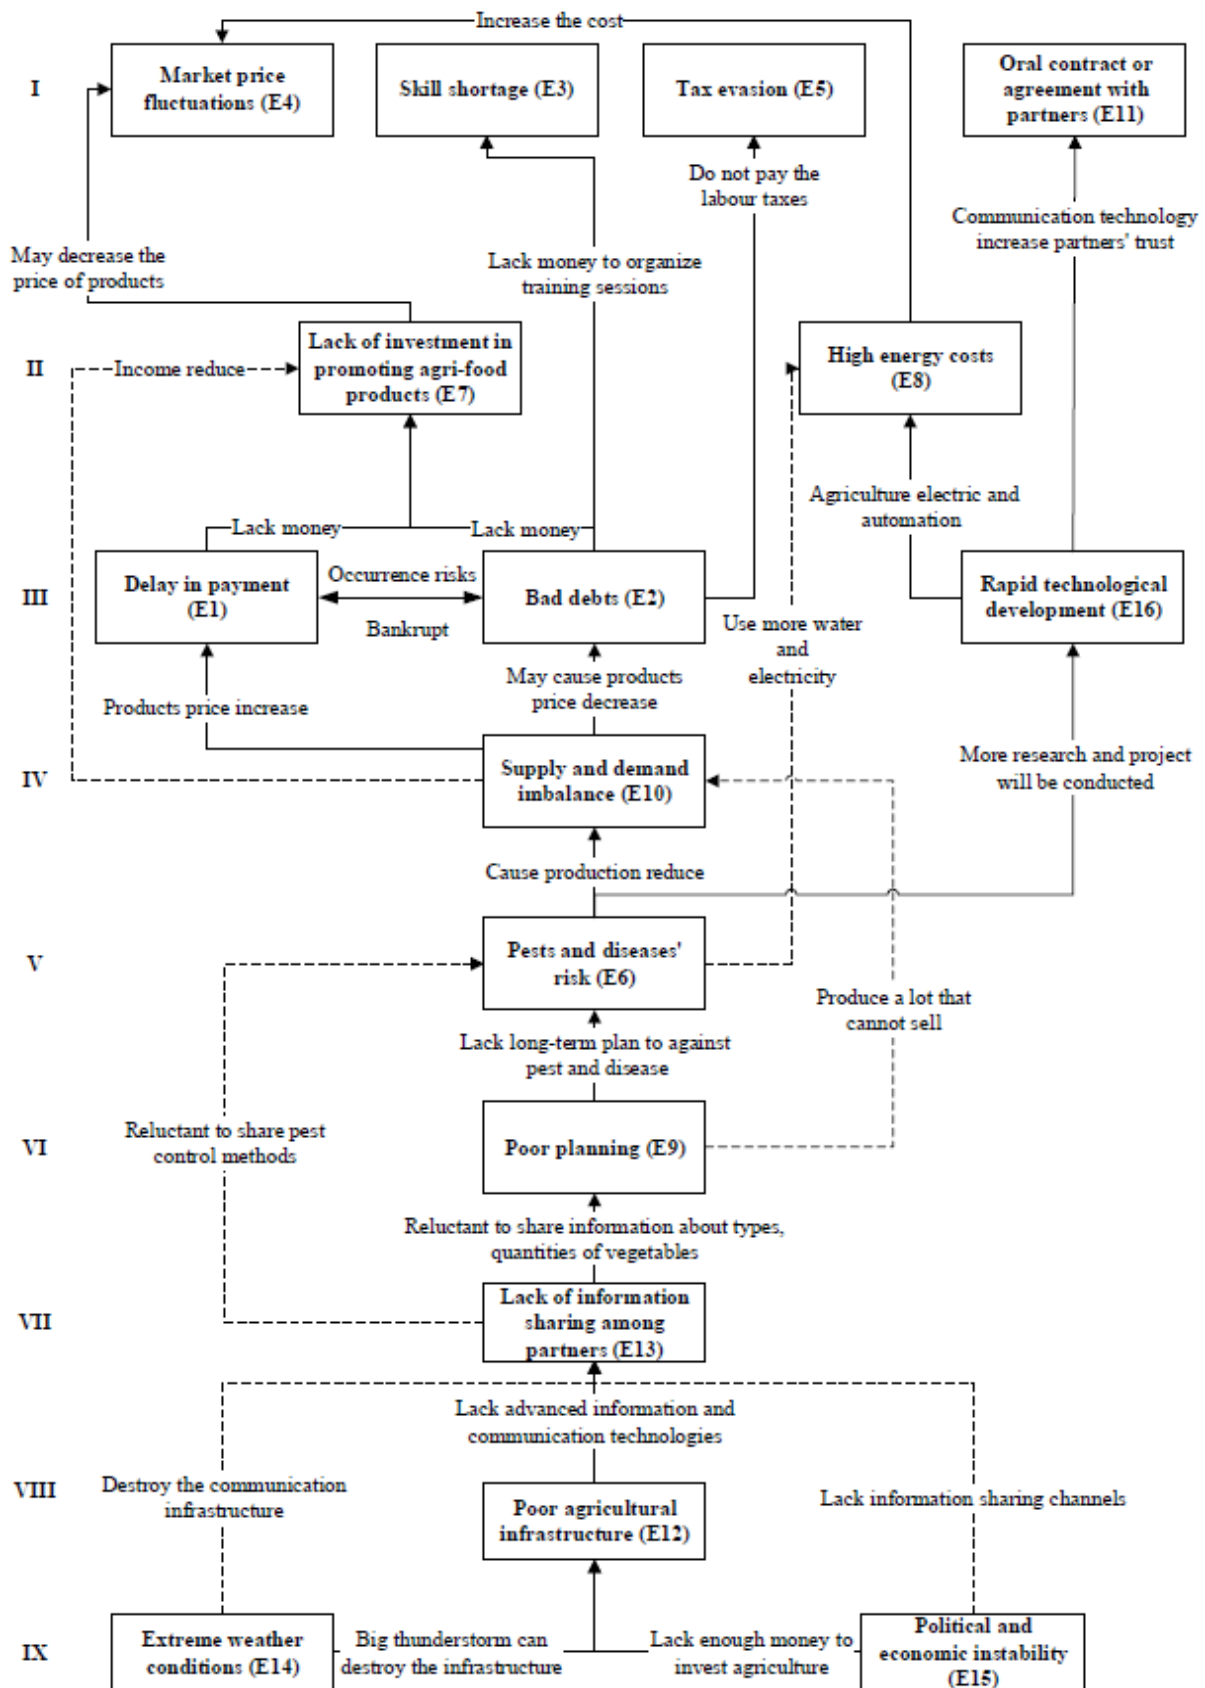 Increase the cost
I
Market price
fluctuations (E4)
Skill shortage (E3)
Tax evasion (E5)
Oral contract or
agreement with
partners (E11)
Do not pay the
labour taxes
Communication technology
increase partners' trust
May decrease the
price of products
Lack money to organize
training sessions
II
Income reduce
Lack of investment in
promoting agri-food
products (E7)
High energy costs
(E8)
Agriculture electric and
automation
Lack money
Lack money
III
Delay in payment
(E1)
Occurrence risks
Bankrupt
Bad debts (E2)
Rapid technological
development (E16)
Use more water
and
electricity
Products price increase
May cause products
price decrease
More research and project
will be conducted
IV
Supply and demand
imbalance (E10)
Cause production reduce
V
Pests and diseases'
risk (E6)
Produce a lot that
cannot sell
Lack long-term plan to against
pest and disease
Reluctant to share pest
control methods
VI
Poor planning (E9)
Reluctant to share information about types,
quantities of vegetables
VII
Lack of information
sharing among
partners (E13)
Lack advanced information and
communication technologies
VIII
Destroy the communication
infrastructure
Poor agricultural
infrastructure (E12)
Lack information sharing channels
IX
Extreme weather
conditions (E14)
Big thunderstorm can
destroy the infrastructure
Lack enough money to
invest agriculture
Political and
economic instability
(E15)